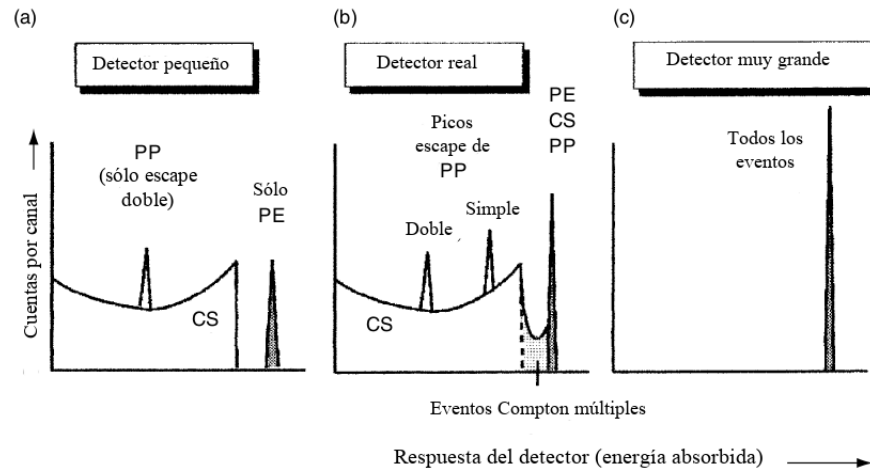 (a)
Detector pequeño
PP
(sólo escape
doble)
Sólo
PE
CS
Cuentas por canal
(b)
Detector real
Picos
escape de
PP
PE
CS
PP
Doble
Simple
CS
Eventos Compton múltiples
(c)
Detector muy grande
Todos los
eventos
Respuesta del detector (energía absorbida)